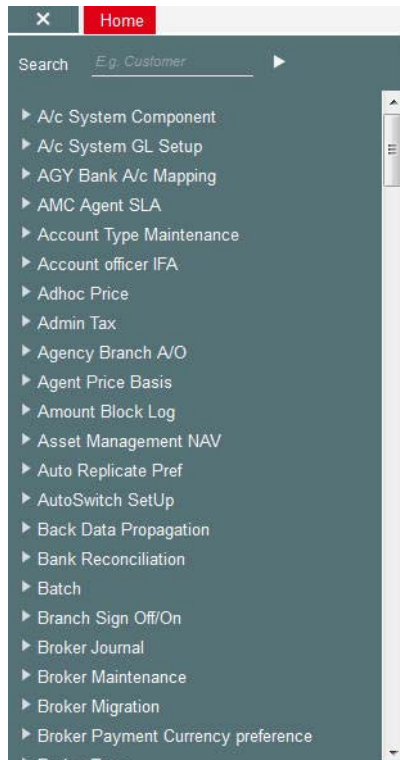 × Home
Search E.g. Customer
A/c System Component
A/c System GL Setup
AGY Bank A/c Mapping
AMC Agent SLA
Account Type Maintenance
Account officer IFA
Adhoc Price
Admin Tax
Agency Branch A/O
Agent Price Basis
Amount Block Log
Asset Management NAV
Auto Replicate Pref
AutoSwitch SetUp
Back Data Propagation
Bank Reconciliation
Batch
Branch Sign Off/On
Broker Journal
Broker Maintenance
Broker Migration
Broker Payment Currency preference